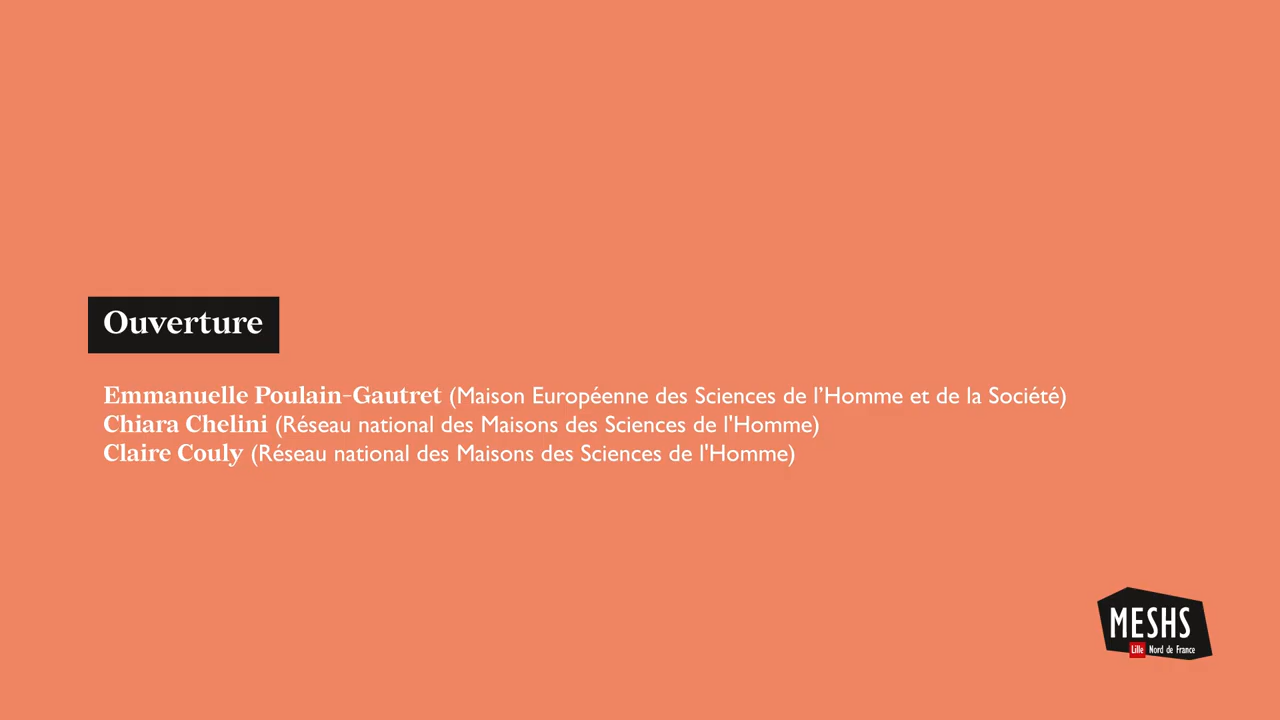 Ouverture
Emmanuelle Poulain-Gautret (Maison Européenne des Sciences de l’Homme et de la Société)
Chiara Chelini (Réseau national des Maisons des Sciences de l'Homme)
Claire Couly (Réseau national des Maisons des Sciences de l'Homme)
MESHS
Lille Nord de France